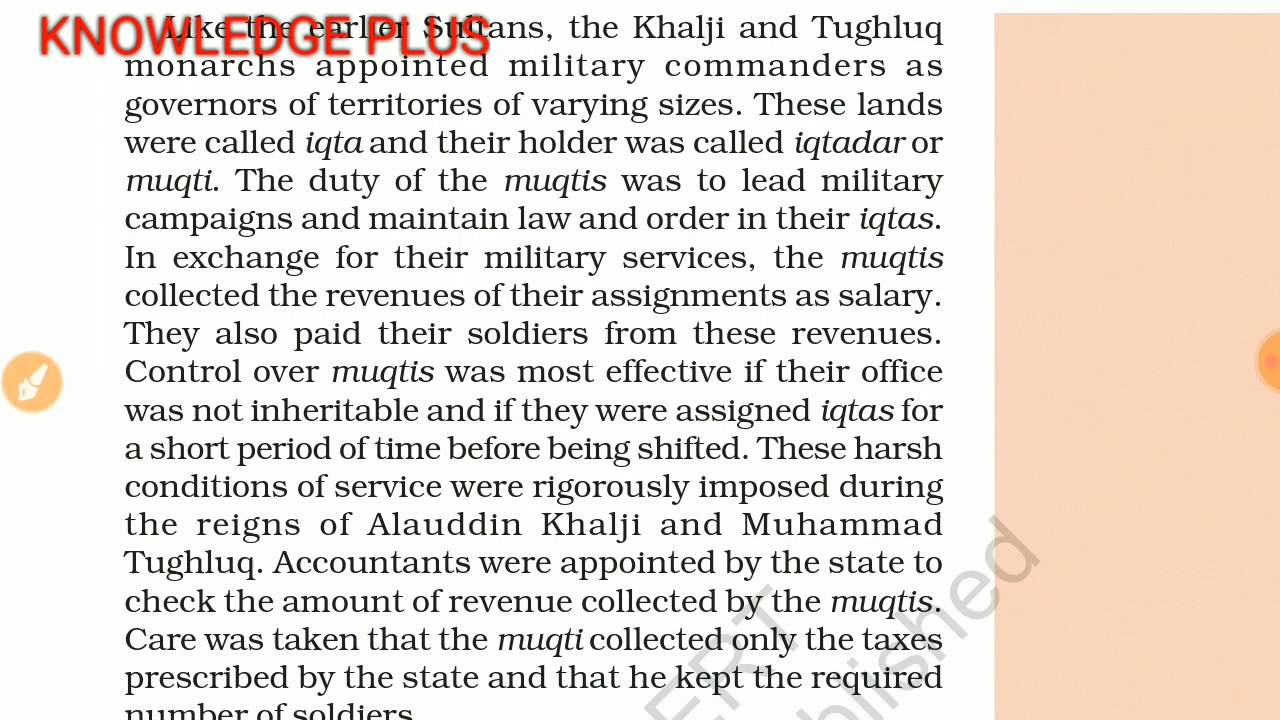 KNOWLEDGE PLUS
Like the earlier Sultans, the Khalji and Tughluq
monarchs appointed military commanders as
governors of territories of varying sizes. These lands
were called iqta and their holder was called iqtadar or
muqti. The duty of the muqtis was to lead military
campaigns and maintain law and order in their iqtas.
In exchange for their military services, the muqtis
collected the revenues of their assignments as salary.
They also paid their soldiers from these revenues.
Control over muqtis was most effective if their office
was not inheritable and if they were assigned iqtas for
a short period of time before being shifted. These harsh
conditions of service were rigorously imposed during
the reigns of Alauddin Khalji and Muhammad
Tughluq. Accountants were appointed by the state to
check the amount of revenue collected by the muqtis.
Care was taken that the muqti collected only the taxes
prescribed by the state and that he kept the required
number of soldiers.